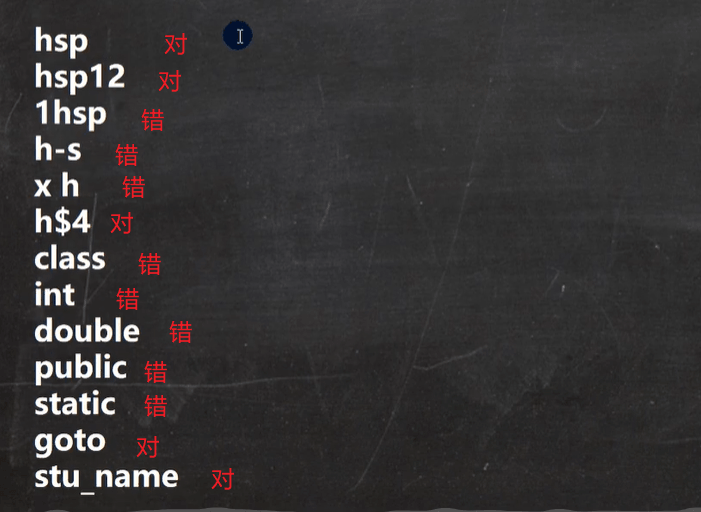 hsp 对
hsp12 对
1hsp 错
h-s 错
x h 错
h$4 对
class 错
int 错
double 错
public 错
static 错
goto 对
stu_name 对